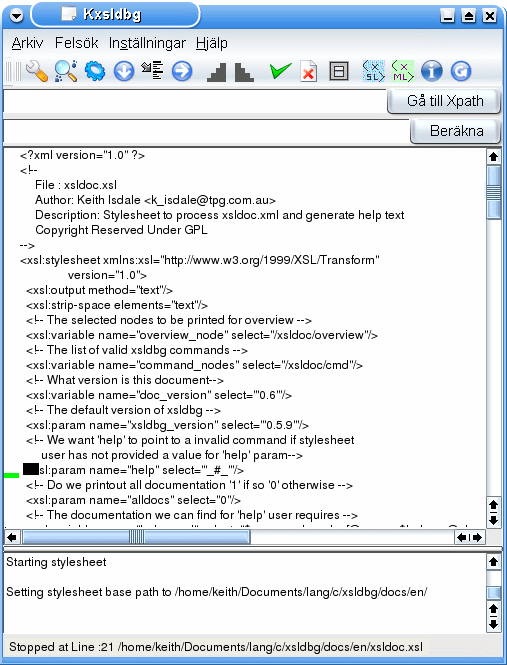 Kxsldbg
Arkiv Felsök Inställningar Hjälp
XSL XML
Gå till Xpath
Beräkna
<?xml version="1.0" ?>
<!--
File : xsldoc.xsl
Author: Keith Isdale <k_isdale@tpg.com.au>
Description: Stylesheet to process xsldoc.xml and generate help text
Copyright Reserved Under GPL
-->
<xsl:stylesheet xmlns:xsl="http://www.w3.org/1999/XSL/Transform"
version="1.0">
<xsl:output method="text"/>
<xsl:strip-space elements="text"/>
<!-- The selected nodes to be printed for overview -->
<xsl:variable name="overview_node" select="/xsldoc/overview"/>
<!-- The list of valid xsldbg commands -->
<xsl:variable name="command_nodes" select="/xsldoc/cmd"/>
<!-- What version is this document-->
<xsl:variable name="doc_version" select="'0.6'"/>
<!-- The default version of xsldbg -->
<xsl:param name="xsldbg_version" select="'0.5.9'"/>
<!-- We want 'help' to point to a invalid command if stylesheet
user has not provided a value for 'help' param-->
sl:param name="help" select="'_#_'"/>
<!-- Do we printout all documentation '1' if so '0' otherwise -->
<xsl:param name="alldocs" select="0"/>
<!-- The documentation we can find for 'help' user requires -->
Starting stylesheet
Setting stylesheet base path to /home/keith/Documents/lang/c/xsldbg/docs/en/
Stopped at Line :21 /home/keith/Documents/lang/c/xsldbg/docs/en/xsldoc.xsl